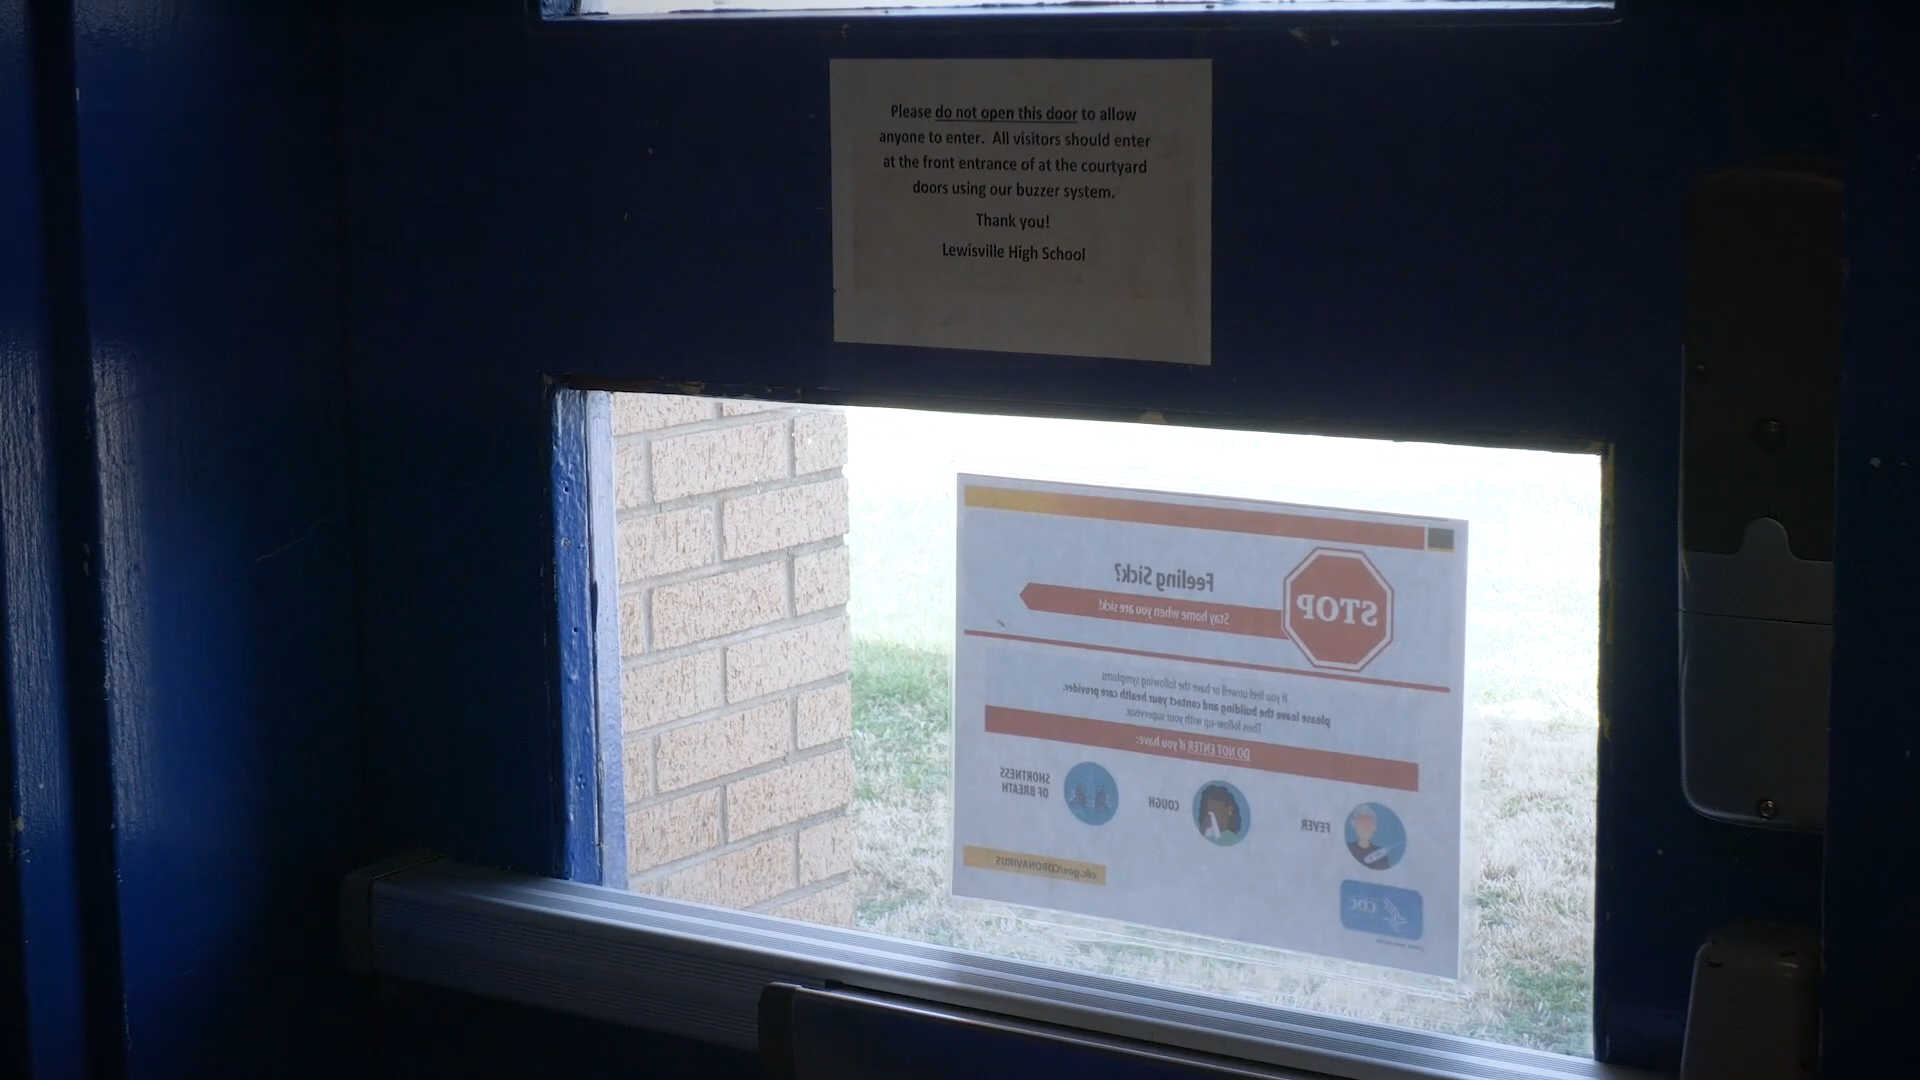 Please do not open this door to allow
anyone to enter. All visitors should enter
at the front entrance of at the courtyard
doors using our buzzer system.
Thank you!
Lewisville High School
Feeling Sick?
STOP
Stay home when you are sick!
If you feel unwell or have the following symptoms
please leave the building and contact your health care provider.
Then follow-up with your supervisor.
DO NOT ENTER if you have:
FEVER
COUGH
SHORTNESS
OF BREATH
CDC
cdc.gov/CORONAVIRUS